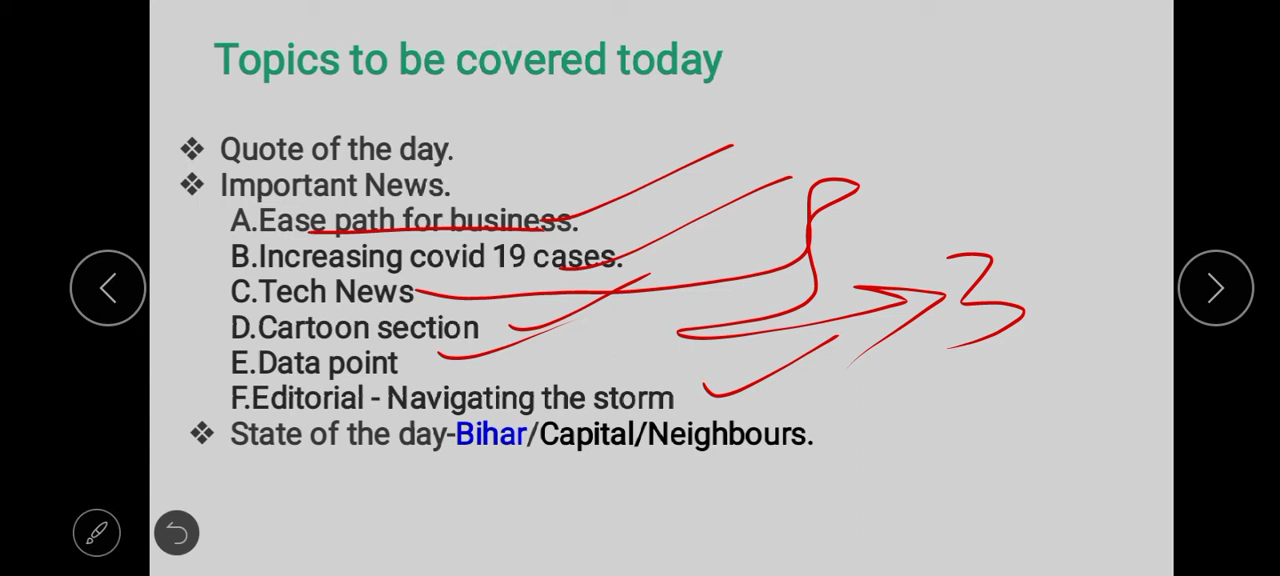 Topics to be covered today
❖ Quote of the day.
❖ Important News.
A.Ease path for business.
B.Increasing covid 19 cases.
C.Tech News
3
D.Cartoon section
E.Data point
F.Editorial - Navigating the storm
❖ State of the day-Bihar/Capital/Neighbours.